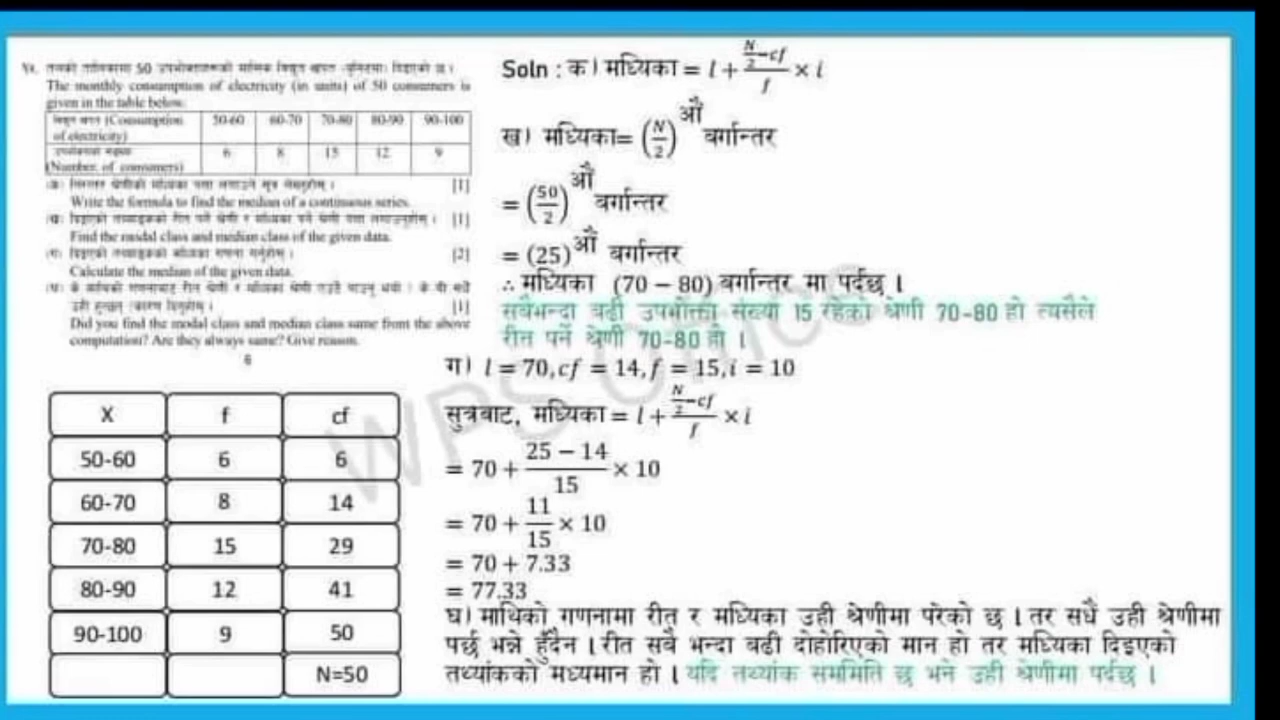 The monthly consumption of electricity (in units) of 50 consumers is
given in the table below.
(Consumption of electricity) 50-60 60-70 70-80 80-90 90-100
(Number of consumers) 6 8 15 12 9
[1]
Write the formula to find the median of a continuous series.
[1]
Find the modal class and median class of the given data.
[2]
Calculate the median of the given data.
[1]
Did you find the modal class and median class same from the above
computation? Are they always same? Give reason.
X f cf
50-60 6 6
60-70 8 14
70-80 15 29
80-90 12 41
90-100 9 50
N=50
Soln : क। मध्यिका = l + (N/2 − cf)/f × i
ख। मध्यिका= (N/2)औं वर्गान्तर
= (50/2)औं वर्गान्तर
= (25)औं वर्गान्तर
∴ मध्यिका (70 − 80) वर्गान्तर मा पर्दछ ।
सबैभन्दा बढी उपभोक्ता संख्या 15 रहेको श्रेणी 70-80 हो त्यसैले
रीत पर्ने श्रेणी 70-80 हो ।
ग। l = 70, cf = 14, f = 15, i = 10
सुत्रबाट, मध्यिका = l + (N/2 − cf)/f × i
= 70 + (25 − 14)/15 × 10
= 70 + 11/15 × 10
= 70 + 7.33
= 77.33
घ। माथिको गणनामा रीत र मध्यिका उही श्रेणीमा परेको छ । तर सधैं उही श्रेणीमा
पर्छ भन्ने हुँदैन । रीत सबै भन्दा बढी दोहोरिएको मान हो तर मध्यिका दिइएको
तथ्यांकको मध्यमान हो । यदि तथ्यांक सममिति छ भने उही श्रेणीमा पर्दछ ।
WPS Office